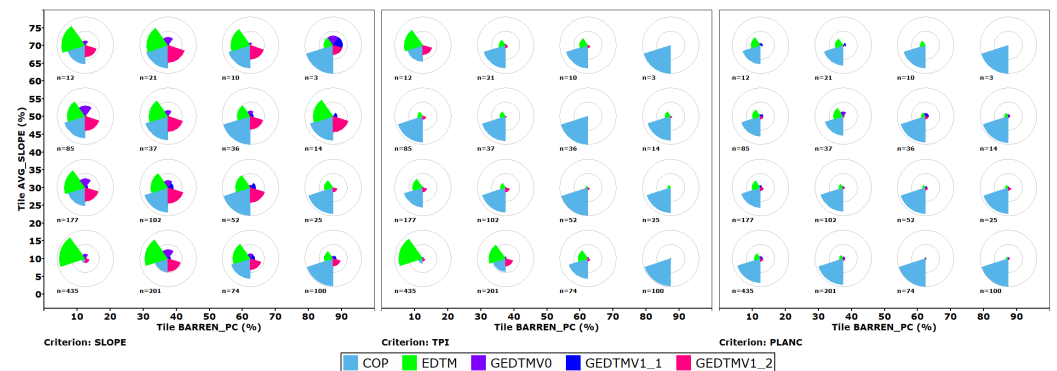 75
70
65
60
55
50
45
40
35
30
25
20
15
10
5
0
Tile AVG_SLOPE (%)
n=12 n=21 n=10 n=3
n=85 n=37 n=36 n=14
n=177 n=102 n=52 n=25
n=435 n=201 n=74 n=100
10 20 30 40 50 60 70 80 90
Tile BARREN_PC (%)
Criterion: SLOPE
n=12 n=21 n=10 n=3
n=85 n=37 n=36 n=14
n=177 n=102 n=52 n=25
n=435 n=201 n=74 n=100
10 20 30 40 50 60 70 80 90
Tile BARREN_PC (%)
Criterion: TPI
n=12 n=21 n=10 n=3
n=85 n=37 n=36 n=14
n=177 n=102 n=52 n=25
n=435 n=201 n=74 n=100
10 20 30 40 50 60 70 80 90
Tile BARREN_PC (%)
Criterion: PLANC
COP EDTM GEDTMV0 GEDTMV1_1 GEDTMV1_2